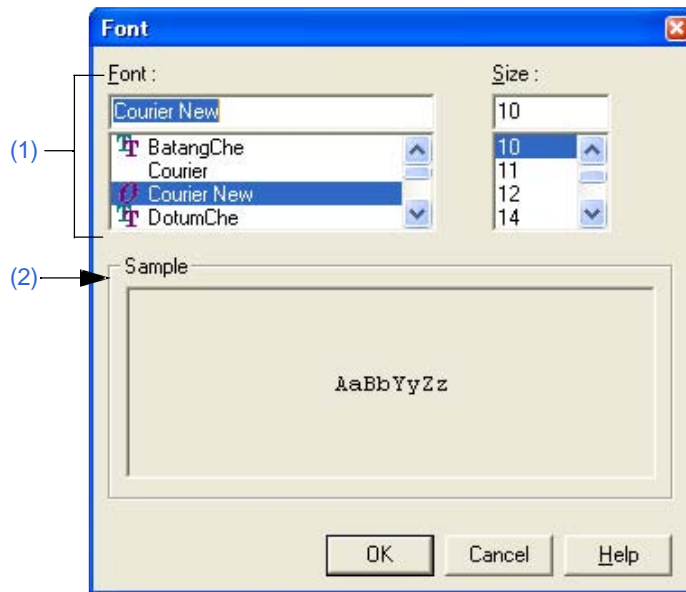 Font
Font :
Size :
(1)
Courier New
10
BatangChe
Courier
Courier New
DotumChe
10
11
12
14
(2)
Sample
AaBbYyZz
OK
Cancel
Help